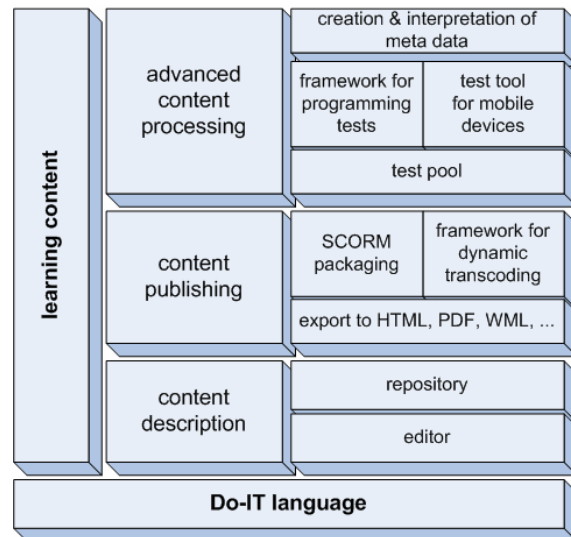 learning content
advanced
content
processing
creation & interpretation of
meta data
framework for
programming
tests
test tool
for mobile
devices
test pool
content
publishing
SCORM
packaging
framework for
dynamic
transcoding
export to HTML, PDF, WML, ...
content
description
repository
editor
Do-IT language